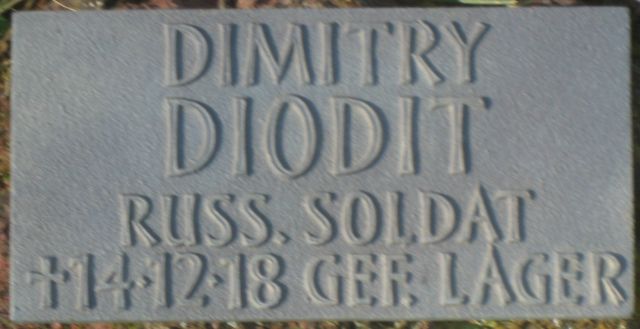 DIMITRY
DIODIT
RUSS. SOLDAT
✝14.12.18 GEF. LAGER